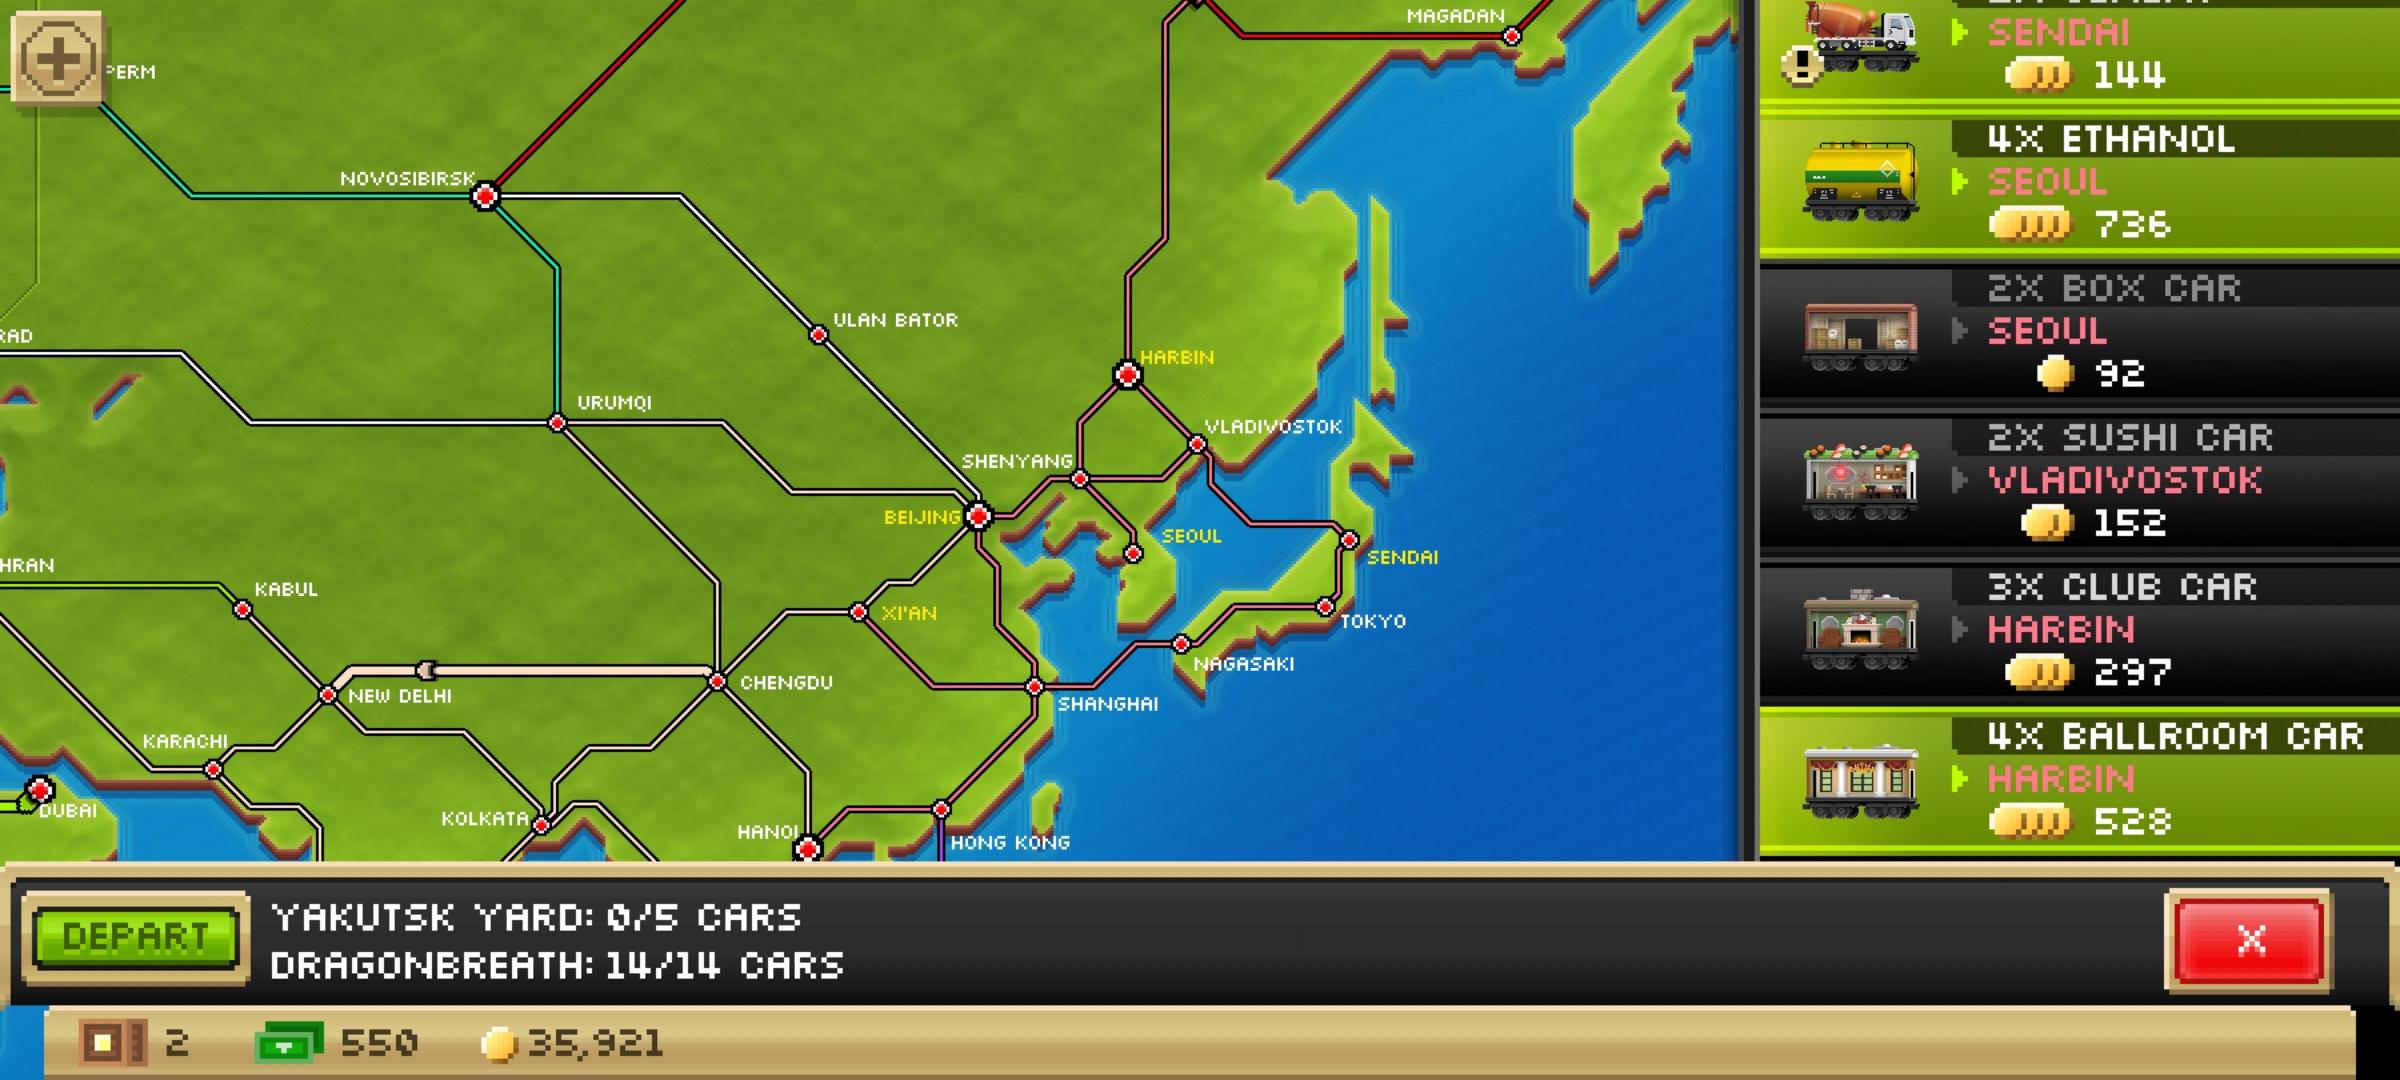 MAGADAN
SENDAI
144
PERM
4X ETHANOL
SEOUL
736
NOVOSIBIRSK
2X BOX CAR
SEOUL
92
ULAN BATOR
RAD
HARBIN
URUMQI
VLADIVOSTOK
2X SUSHI CAR
VLADIVOSTOK
152
SHENYANG
BEIJING
SEOUL
SENDAI
HRAN
KABUL
XI'AN
TOKYO
3X CLUB CAR
HARBIN
297
NAGASAKI
NEW DELHI
CHENGDU
SHANGHAI
KARACHI
4X BALLROOM CAR
HARBIN
528
DUBAI
KOLKATA
HANOI
HONG KONG
DEPART
YAKUTSK YARD: 0/5 CARS
DRAGONBREATH: 14/14 CARS
X
2
550
35,921